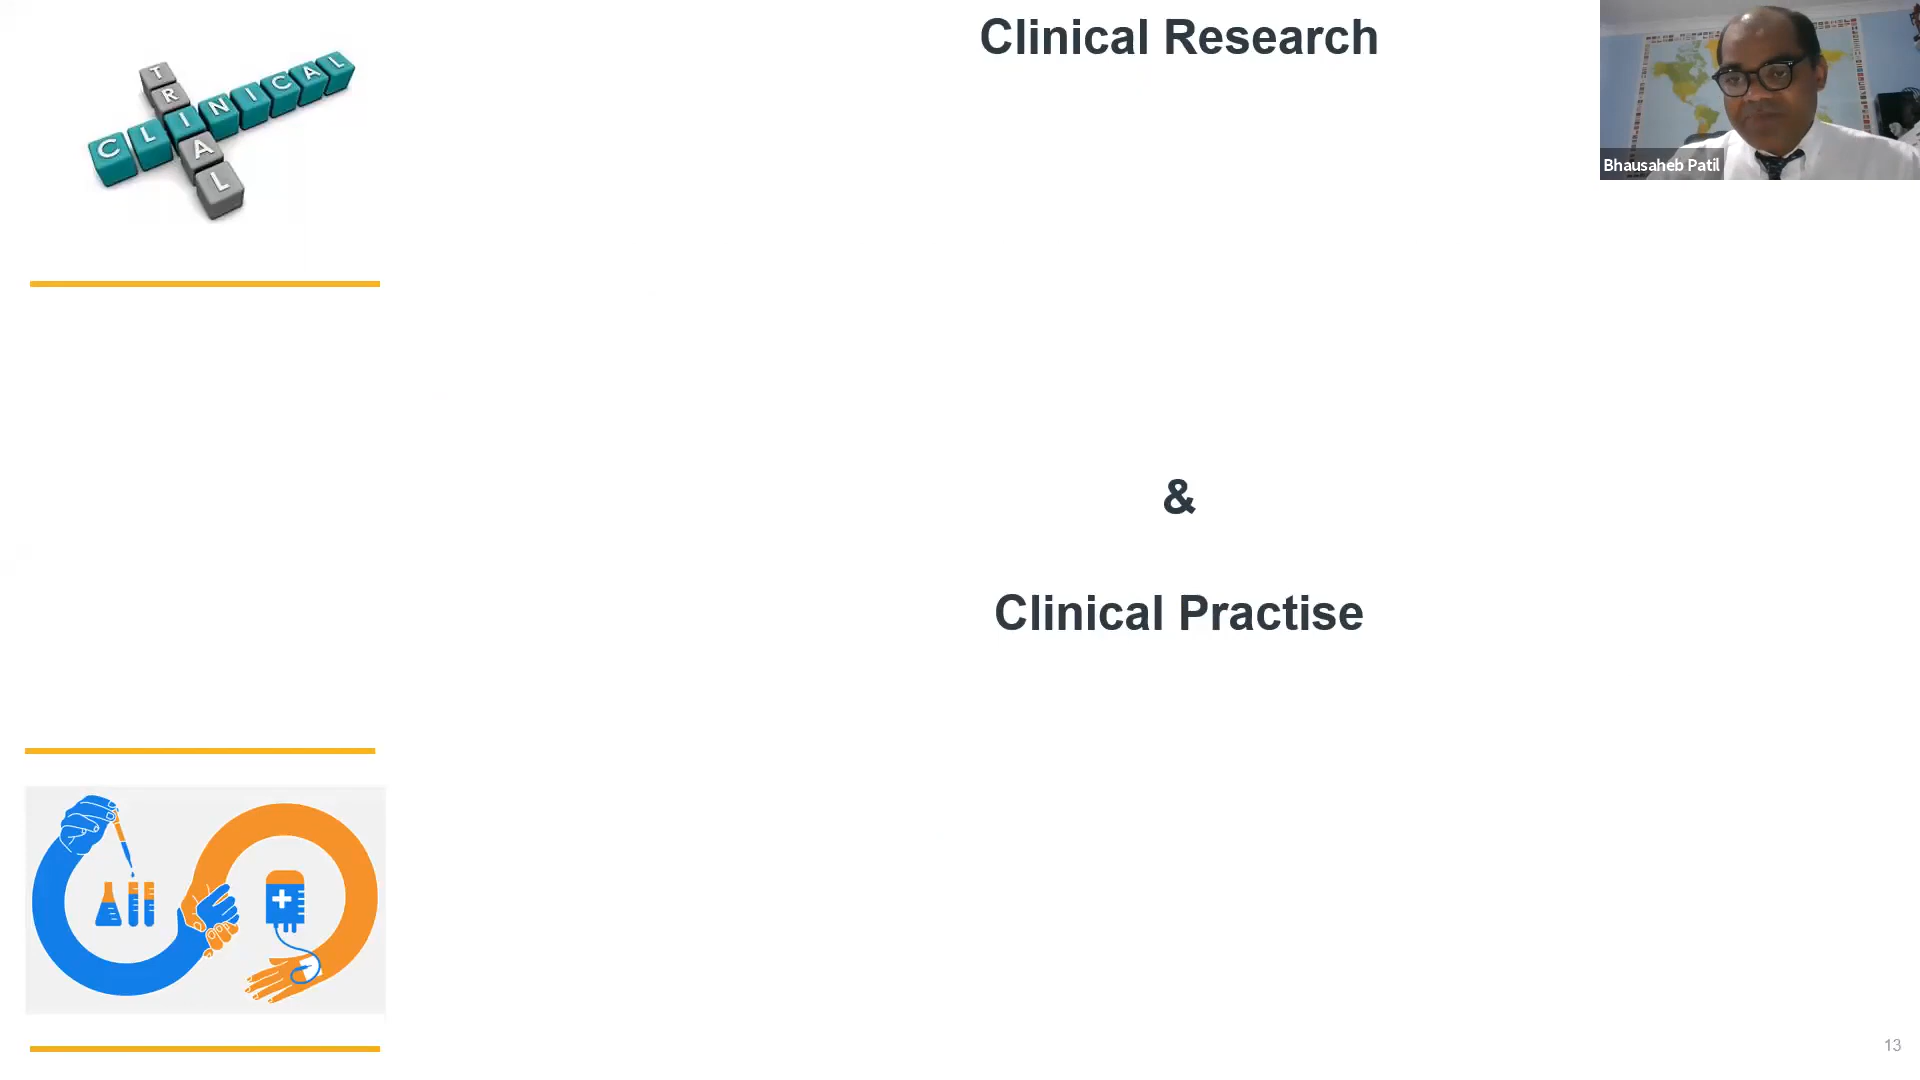 Clinical Research
TRIAL
CLINICAL
Bhausaheb Patil
&
Clinical Practise
13